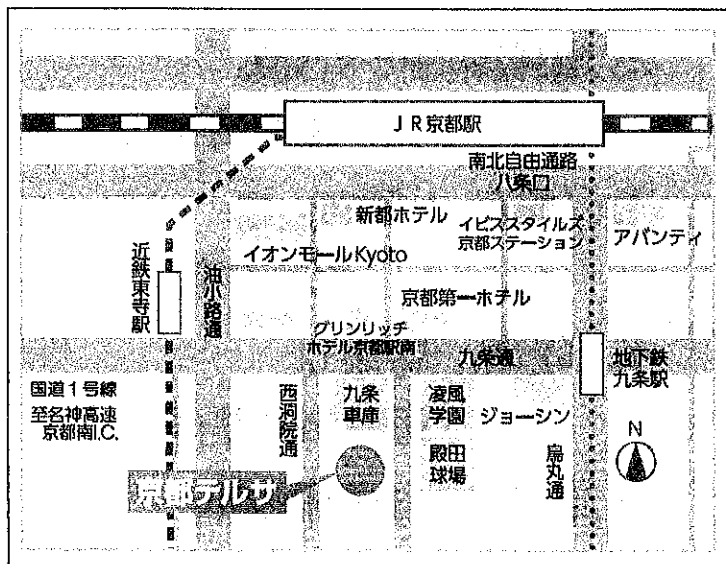 JR京都駅
南北自由通路
八条口
新都ホテル
イビススタイルズ
京都ステーション
アバンティ
イオンモールKyoto
近鉄東寺駅
油小路通
京都第一ホテル
グリンリッチ
ホテル京都駅南
九条通
地下鉄
九条駅
国道1号線
至名神高速
京都南I.C.
西洞院通
九条
車庫
凌風
学園
ジョーシン
殿田
球場
烏丸通
N
京都テルサ